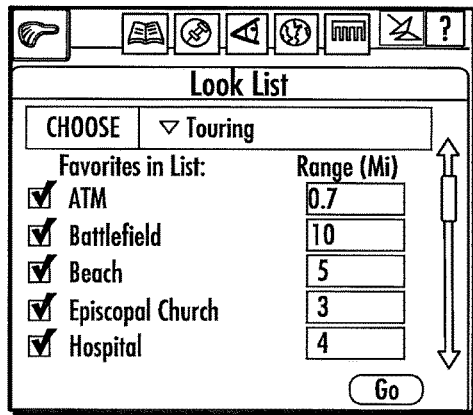 ?
Look List
CHOOSE ▽ Touring
Favorites in List: Range (Mi)
ATM 0.7
Battlefield 10
Beach 5
Episcopal Church 3
Hospital 4
Go